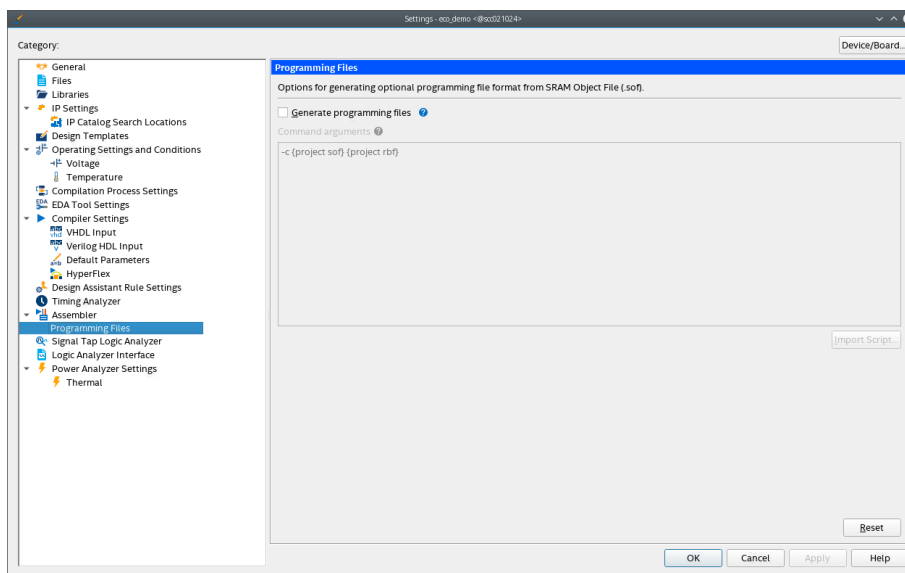 Settings - eco_demo <@scc021024>
Category:
Device/Board...
General
Files
Libraries
IP Settings
IP Catalog Search Locations
Design Templates
Operating Settings and Conditions
Voltage
Temperature
Compilation Process Settings
EDA Tool Settings
Compiler Settings
VHDL Input
Verilog HDL Input
Default Parameters
HyperFlex
Design Assistant Rule Settings
Timing Analyzer
Assembler
Programming Files
Signal Tap Logic Analyzer
Logic Analyzer Interface
Power Analyzer Settings
Thermal
Programming Files
Options for generating optional programming file format from SRAM Object File (.sof).
Generate programming files
Command arguments
-c {project sof} {project rbf}
Import Script...
Reset
OK
Cancel
Apply
Help